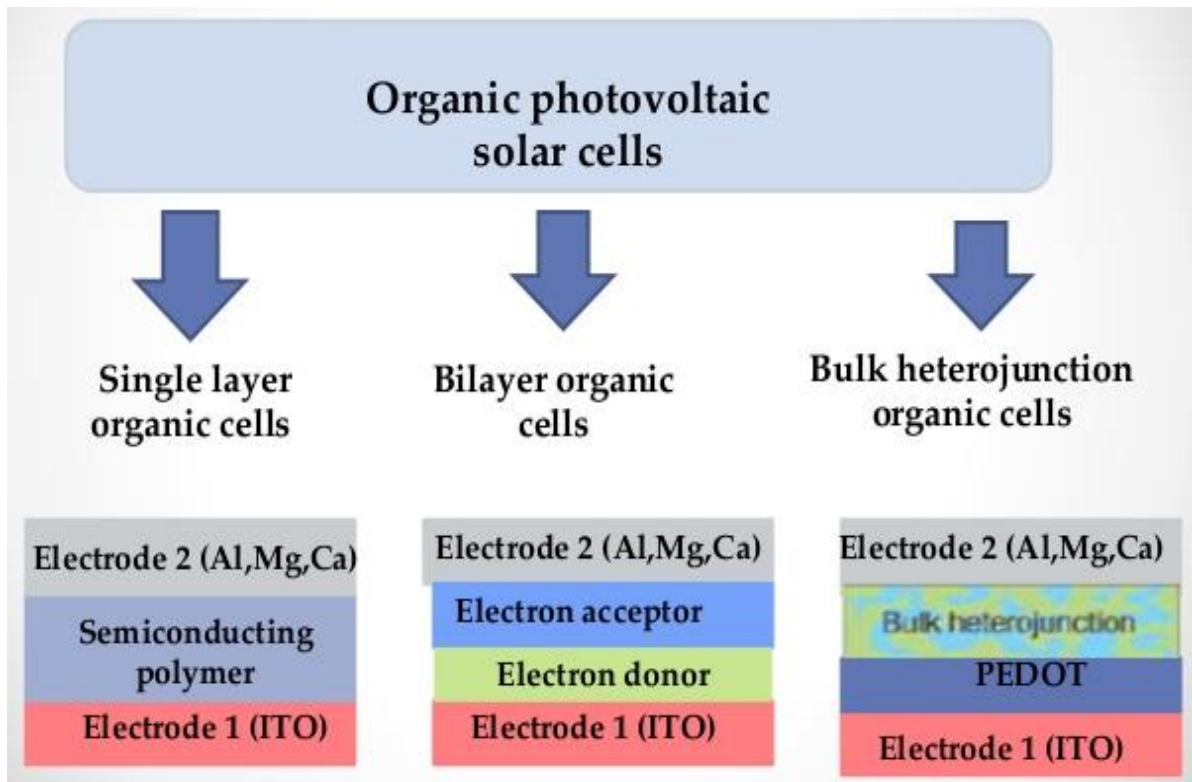 Organic photovoltaic
solar cells
Single layer
organic cells
Bilayer organic
cells
Bulk heterojunction
organic cells
Electrode 2 (Al,Mg,Ca)
Semiconducting
polymer
Electrode 1 (ITO)
Electrode 2 (Al,Mg,Ca)
Electron acceptor
Electron donor
Electrode 1 (ITO)
Electrode 2 (Al,Mg,Ca)
Bulk heterojunction
PEDOT
Electrode 1 (ITO)